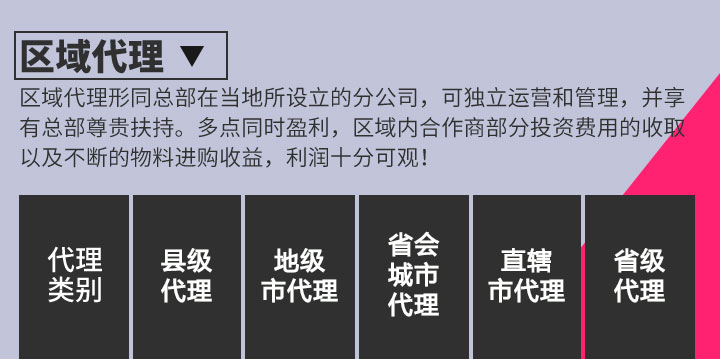 区域代理 ▼
区域代理形同总部在当地所设立的分公司，可独立运营和管理，并享
有总部尊贵扶持。多点同时盈利，区域内合作商部分投资费用的收取
以及不断的物料进购收益，利润十分可观！
代理
类别
县级
代理
地级
市代理
省会
城市
代理
直辖
市代理
省级
代理